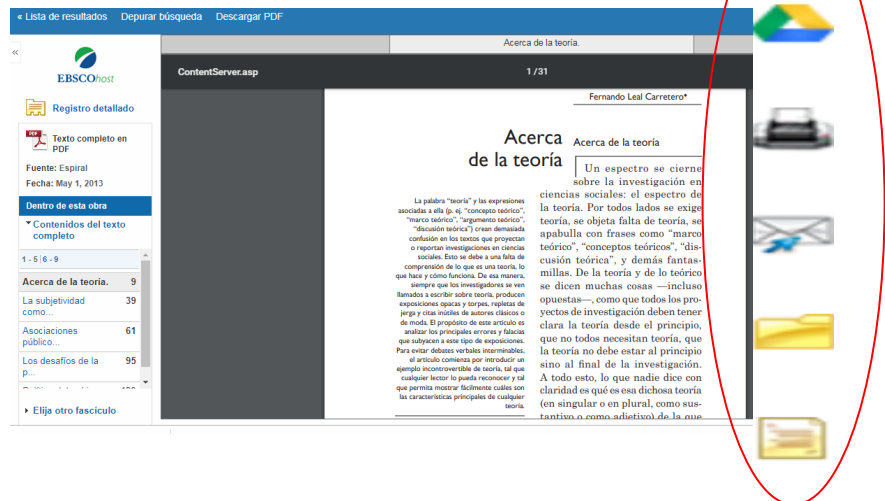 « Lista de resultados Depurar búsqueda Descargar PDF
«
EBSCOhost
Registro detallado
PDF
Texto completo en
PDF
Fuente: Espiral
Fecha: May 1, 2013
Dentro de esta obra
Contenidos del texto
completo
1 - 5 | 6 - 9
Acerca de la teoría. 9
La subjetividad 39
como...
Asociaciones 61
público...
Los desafíos de la 95
p...
Elija otro fascículo
Acerca de la teoría.
ContentServer.asp 1 /31
Fernando Leal Carretero*
Acerca
de la teoría
La palabra "teoría" y las expresiones
asociadas a ella (p. ej. "concepto teórico",
"marco teórico", "argumento teórico",
"discusión teórica") crean demasiada
confusión en los textos que proyectan
o reportan investigaciones en ciencias
sociales. Esto se debe a una falta de
comprensión de lo que es una teoría, lo
que hace y cómo funciona. De esa manera,
siempre que los investigadores se ven
llamados a escribir sobre teoría, producen
exposiciones opacas y torpes, repletas de
jerga y citas inútiles de autores clásicos o
de moda. El propósito de este artículo es
analizar los principales errores y falacias
que subyacen a este tipo de exposiciones.
Para evitar debates verbales interminables,
el artículo comienza por introducir un
ejemplo incontrovertible de teoría, tal que
cualquier lector lo pueda reconocer y tal
que permita mostrar fácilmente cuáles son
las características principales de cualquier
teoría.
Acerca de la teoría
Un espectro se cierne
sobre la investigación en
ciencias sociales: el espectro de
la teoría. Por todos lados se exige
teoría, se objeta falta de teoría, se
apabulla con frases como "marco
teórico", "conceptos teóricos", "dis-
cusión teórica", y demás fantas-
millas. De la teoría y de lo teórico
se dicen muchas cosas —incluso
opuestas—, como que todos los pro-
yectos de investigación deben tener
clara la teoría desde el principio,
que no todos necesitan teoría, que
la teoría no debe estar al principio
sino al final de la investigación.
A todo esto, lo que nadie dice con
claridad es qué es esa dichosa teoría
(en singular o en plural, como sus-
tantivo o como adjetivo) de la que